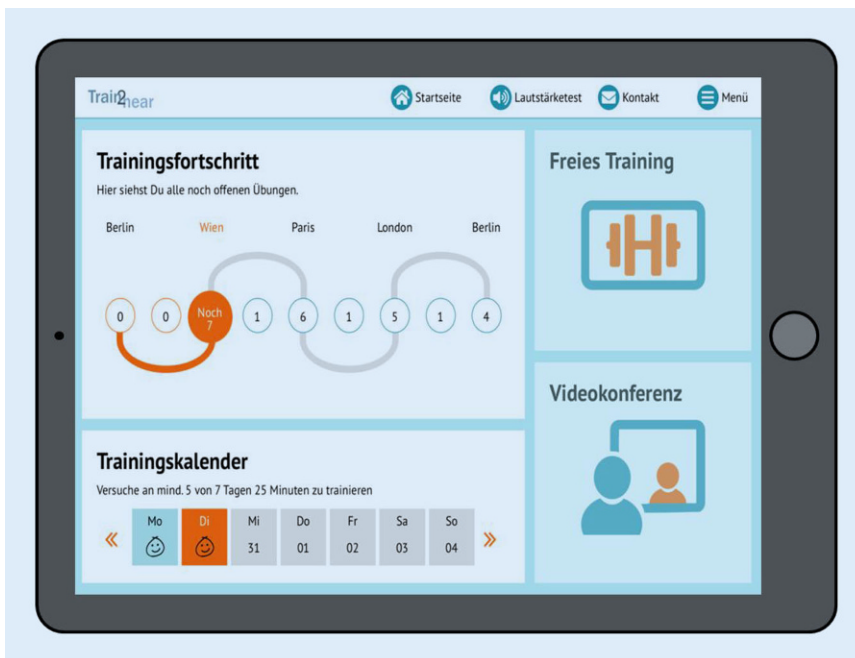 Train2hear
Startseite
Lautstärketest
Kontakt
Menü
Trainingsfortschritt
Hier siehst Du alle noch offenen Übungen.
Berlin Wien Paris London Berlin
0 0 Noch 7 1 6 1 5 1 4
Trainingskalender
Versuche an mind. 5 von 7 Tagen 25 Minuten zu trainieren
« Mo Di Mi Do Fr Sa So »
31 01 02 03 04
Freies Training
Videokonferenz